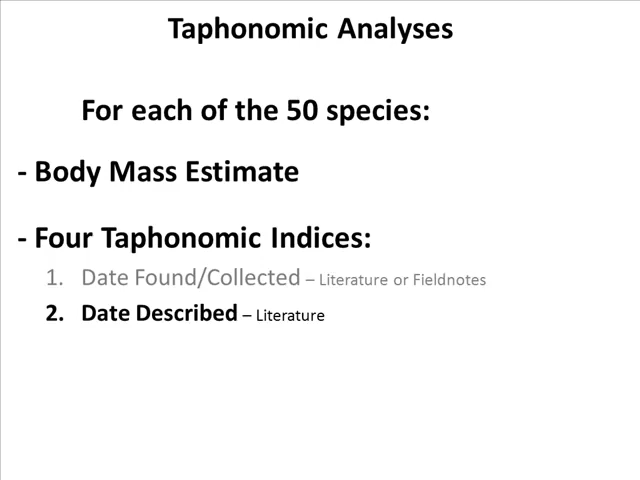 Taphonomic Analyses
For each of the 50 species:
- Body Mass Estimate
- Four Taphonomic Indices:
1. Date Found/Collected – Literature or Fieldnotes
2. Date Described – Literature